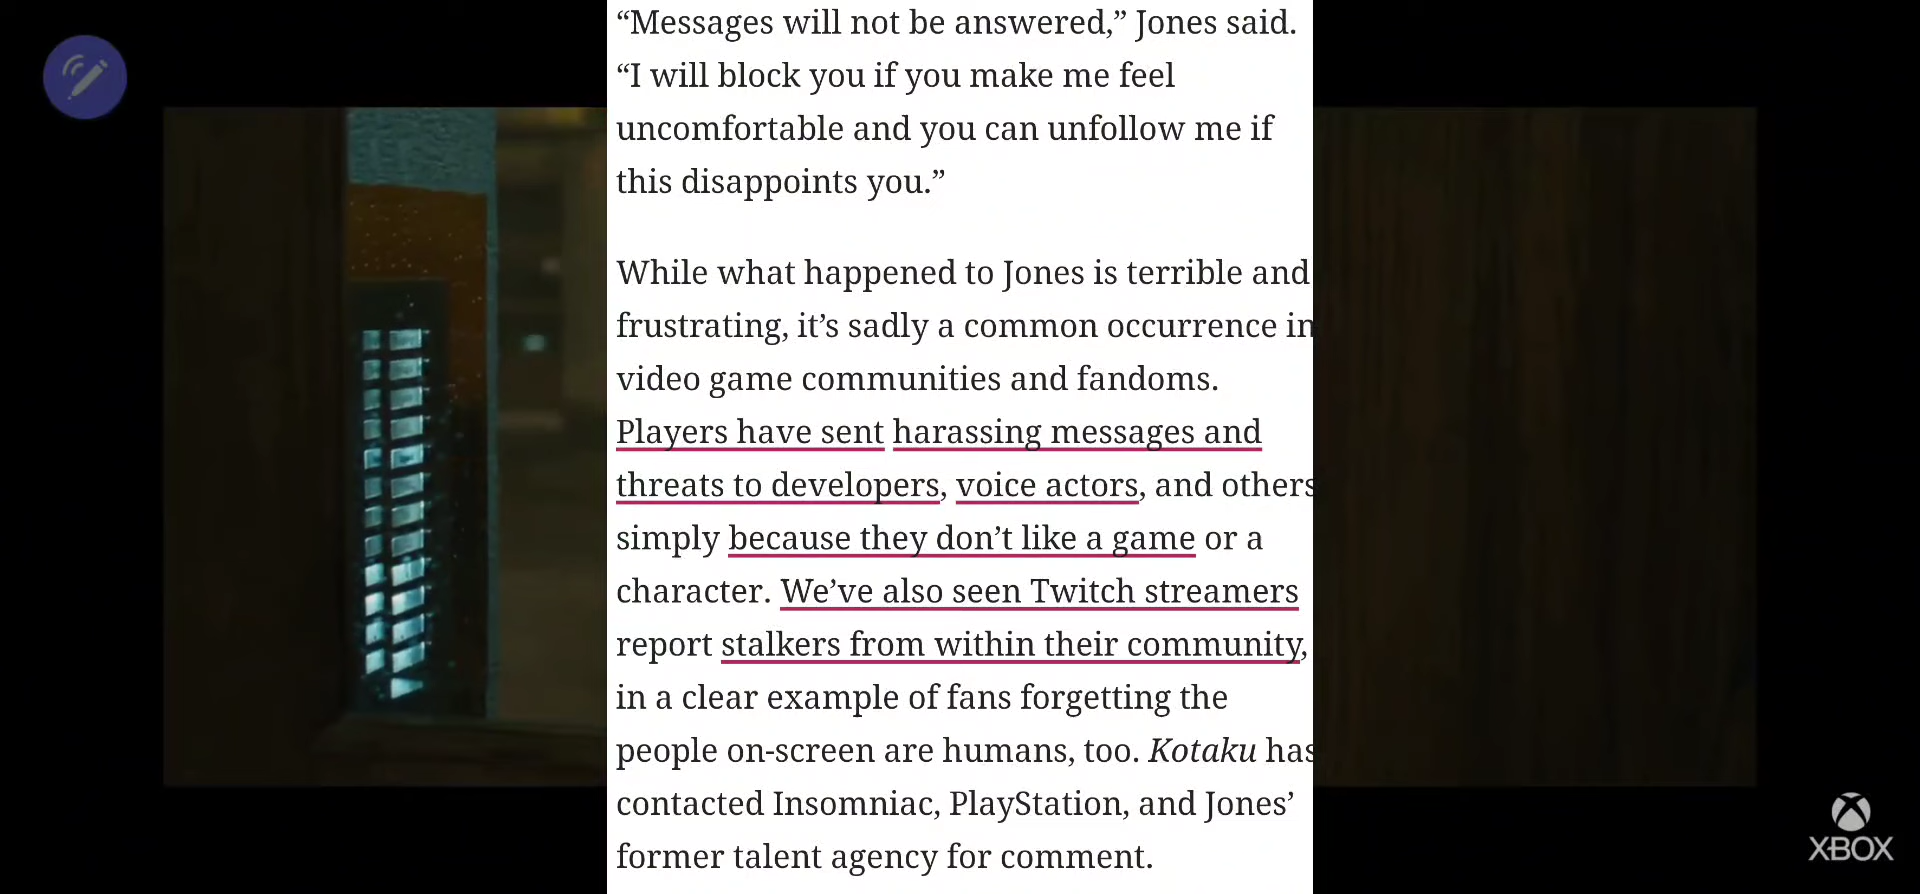 “Messages will not be answered,” Jones said.
“I will block you if you make me feel
uncomfortable and you can unfollow me if
this disappoints you.”
While what happened to Jones is terrible and
frustrating, it’s sadly a common occurrence in
video game communities and fandoms.
Players have sent harassing messages and
threats to developers, voice actors, and others
simply because they don’t like a game or a
character. We’ve also seen Twitch streamers
report stalkers from within their community,
in a clear example of fans forgetting the
people on-screen are humans, too. Kotaku has
contacted Insomniac, PlayStation, and Jones’
former talent agency for comment.
XBOX